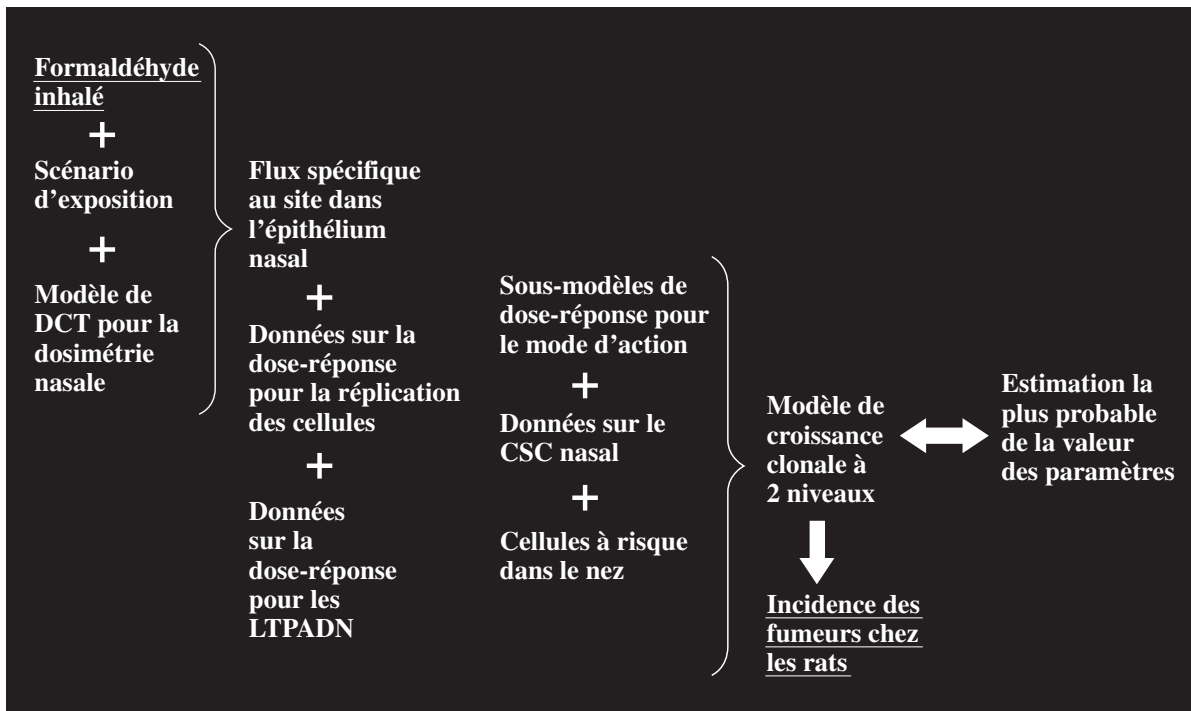 Formaldéhyde
inhalé
+
Scénario
d’exposition
+
Modèle de
DCT pour la
dosimétrie
nasale
Flux spécifique
au site dans
l’épithélium
nasal
+
Données sur la
dose-réponse
pour la réplication
des cellules
+
Données
sur la
dose-réponse
pour les
LTPADN
Sous-modèles de
dose-réponse pour
le mode d’action
+
Données sur le
CSC nasal
+
Cellules à risque
dans le nez
Modèle de
croissance
clonale à
2 niveaux
Estimation la
plus probable
de la valeur
des paramètres
Incidence des
fumeurs chez
les rats